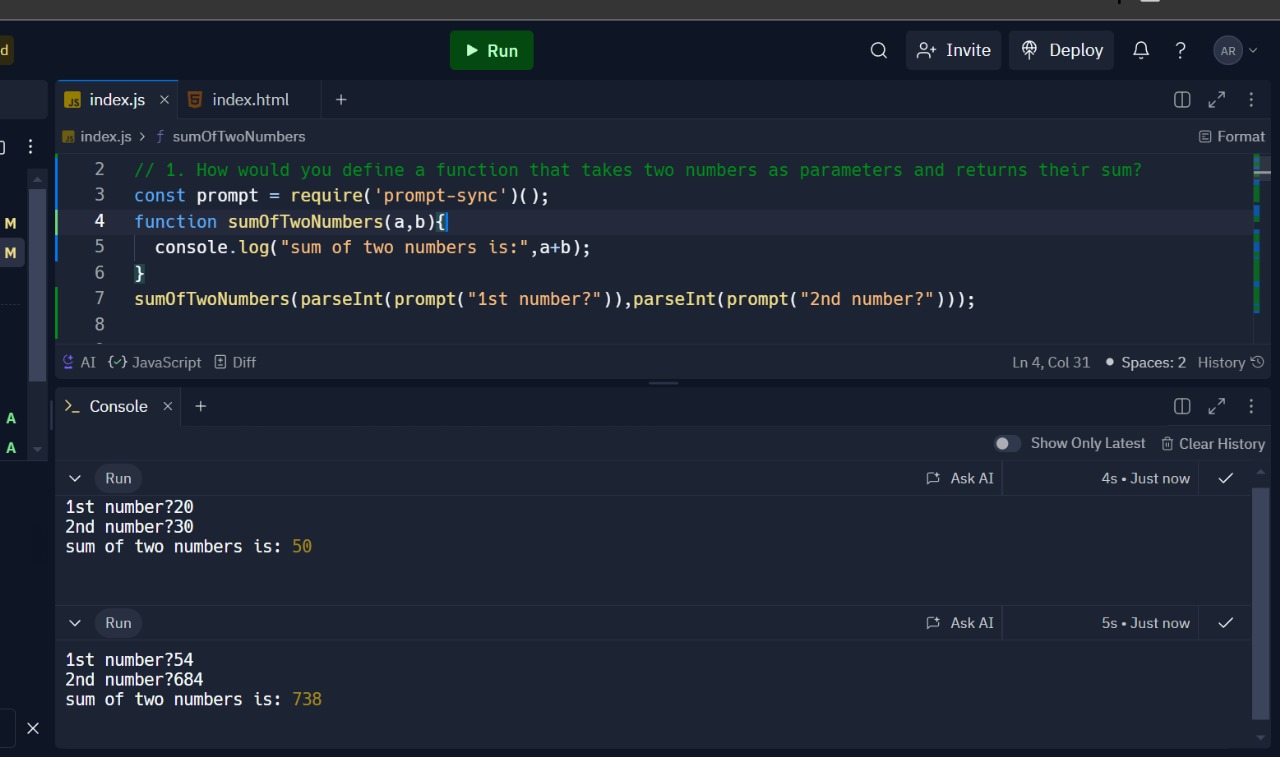 d
Run
Invite
Deploy
?
AR
JS index.js × index.html +
JS index.js > f sumOfTwoNumbers Format
2 // 1. How would you define a function that takes two numbers as parameters and returns their sum?
3 const prompt = require('prompt-sync')();
4 function sumOfTwoNumbers(a,b){
5 console.log("sum of two numbers is:",a+b);
6 }
7 sumOfTwoNumbers(parseInt(prompt("1st number?")),parseInt(prompt("2nd number?")));
8
M
M
A
A
AI {✓} JavaScript Diff Ln 4, Col 31 • Spaces: 2 History
>_ Console × +
Show Only Latest Clear History
Run Ask AI 4s • Just now ✓
1st number?20
2nd number?30
sum of two numbers is: 50
Run Ask AI 5s • Just now ✓
1st number?54
2nd number?684
sum of two numbers is: 738